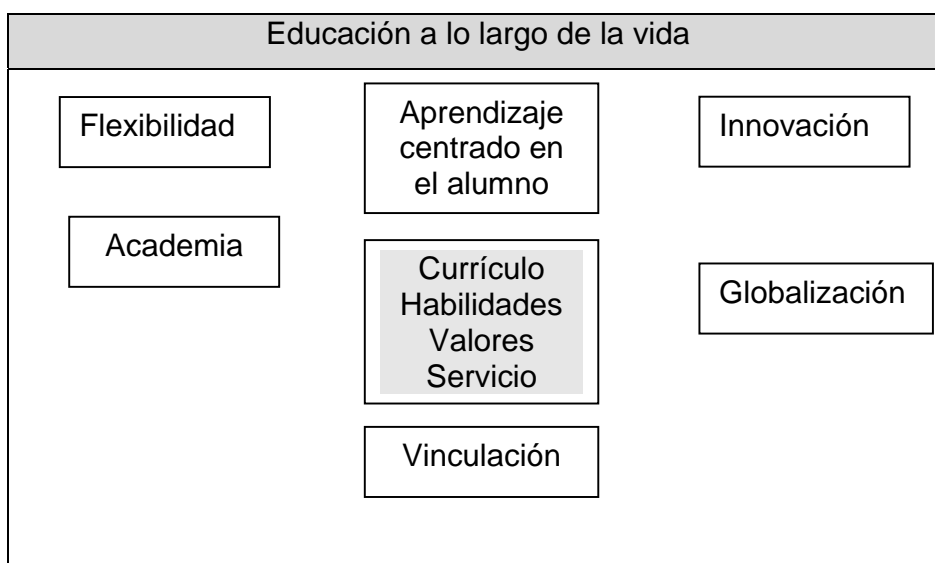 Educación a lo largo de la vida
Flexibilidad
Aprendizaje
centrado en
el alumno
Innovación
Academia
Currículo
Habilidades
Valores
Servicio
Globalización
Vinculación